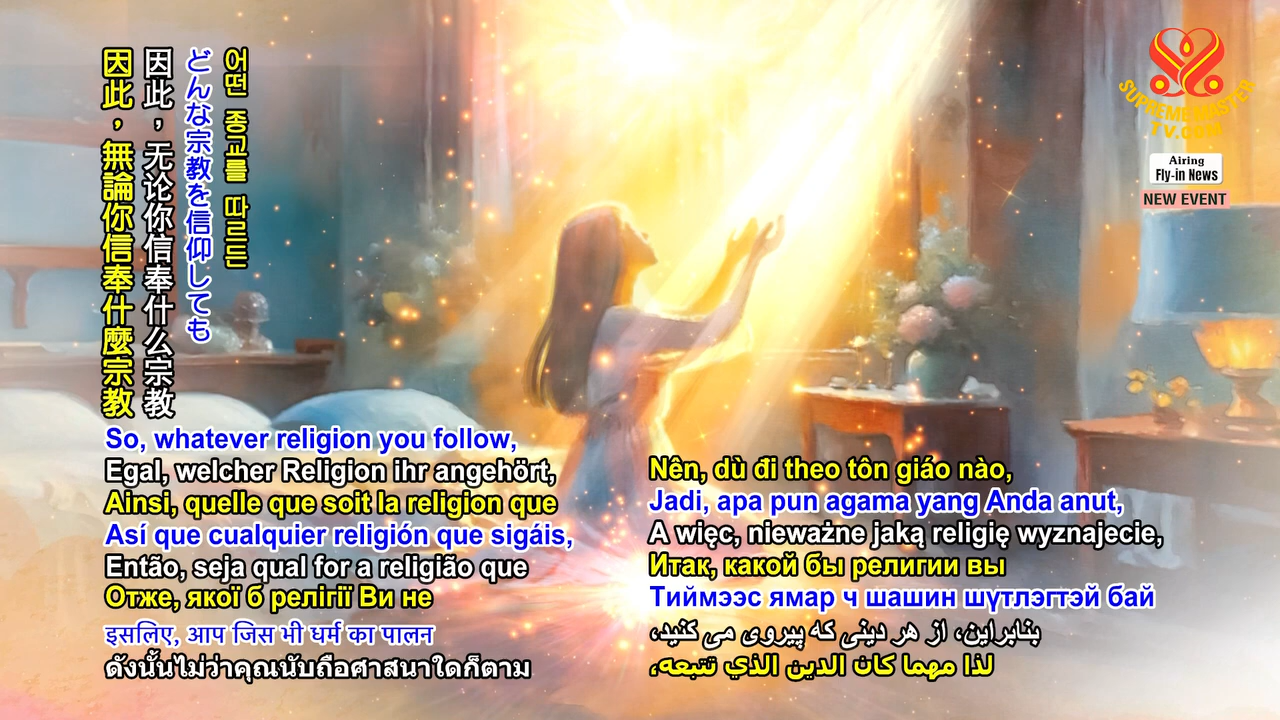 因此，無論你信奉什麼宗教
因此，无论你信奉什么宗教
どんな宗教を信仰しても
어떤 종교를 따르든
So, whatever religion you follow,
Egal, welcher Religion ihr angehört,
Ainsi, quelle que soit la religion que
Así que cualquier religión que sigáis,
Então, seja qual for a religião que
Отже, якої б релігії Ви не
इसलिए, आप जिस भी धर्म का पालन
ดังนั้นไม่ว่าคุณนับถือศาสนาใดก็ตาม
Nên, dù đi theo tôn giáo nào,
Jadi, apa pun agama yang Anda anut,
A więc, nieważne jaką religię wyznajecie,
Итак, какой бы религии вы
Тиймээс ямар ч шашин шүтлэгтэй бай
بنابراین، از هر دینی که پیروی می کنید،
لذا مهما كان الدين الذي تتبعه،
SUPREME MASTER
TV.COM
Airing
Fly-in News
NEW EVENT